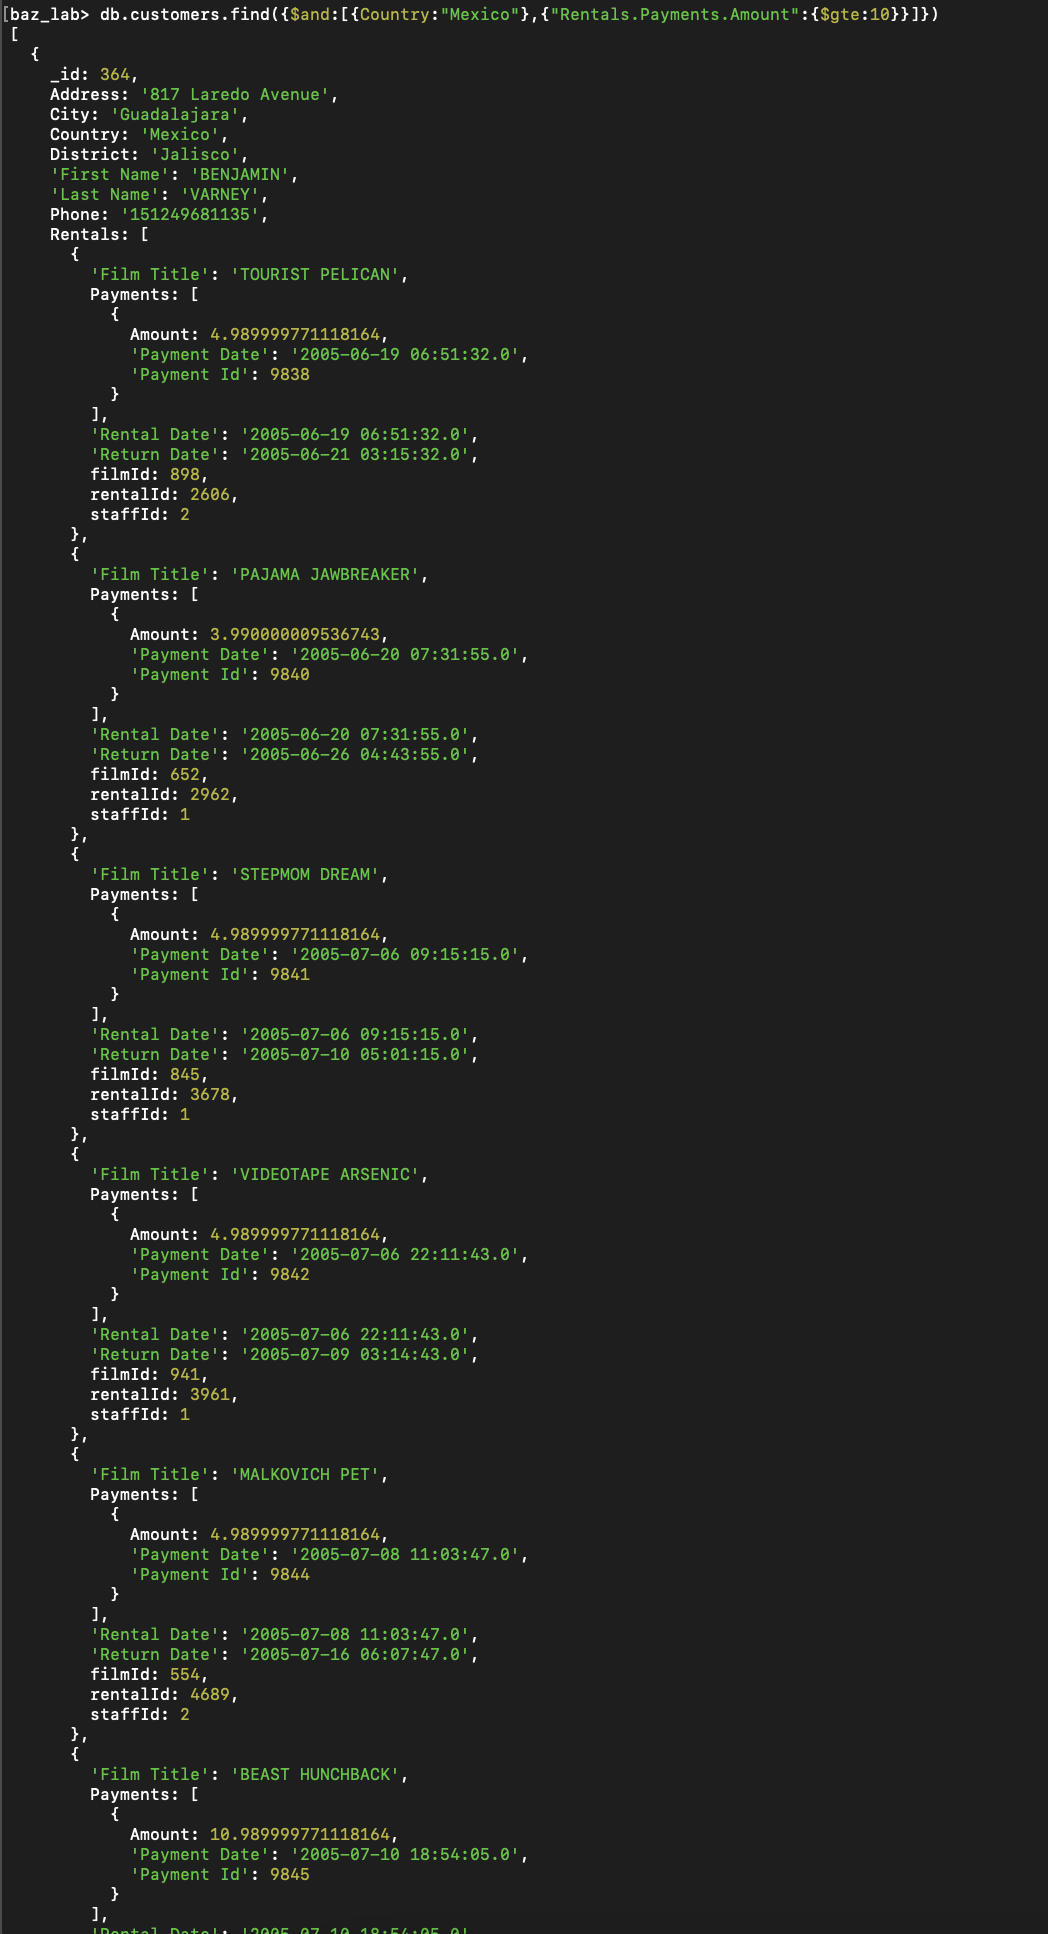 [baz_lab> db.customers.find({$and:[{Country:"Mexico"},{"Rentals.Payments.Amount":{$gte:10}}]})
[
  {
    _id: 364,
    Address: '817 Laredo Avenue',
    City: 'Guadalajara',
    Country: 'Mexico',
    District: 'Jalisco',
    'First Name': 'BENJAMIN',
    'Last Name': 'VARNEY',
    Phone: '151249681135',
    Rentals: [
      {
        'Film Title': 'TOURIST PELICAN',
        Payments: [
          {
            Amount: 4.989999771118164,
            'Payment Date': '2005-06-19 06:51:32.0',
            'Payment Id': 9838
          }
        ],
        'Rental Date': '2005-06-19 06:51:32.0',
        'Return Date': '2005-06-21 03:15:32.0',
        filmId: 898,
        rentalId: 2606,
        staffId: 2
      },
      {
        'Film Title': 'PAJAMA JAWBREAKER',
        Payments: [
          {
            Amount: 3.990000009536743,
            'Payment Date': '2005-06-20 07:31:55.0',
            'Payment Id': 9840
          }
        ],
        'Rental Date': '2005-06-20 07:31:55.0',
        'Return Date': '2005-06-26 04:43:55.0',
        filmId: 652,
        rentalId: 2962,
        staffId: 1
      },
      {
        'Film Title': 'STEPMOM DREAM',
        Payments: [
          {
            Amount: 4.989999771118164,
            'Payment Date': '2005-07-06 09:15:15.0',
            'Payment Id': 9841
          }
        ],
        'Rental Date': '2005-07-06 09:15:15.0',
        'Return Date': '2005-07-10 05:01:15.0',
        filmId: 845,
        rentalId: 3678,
        staffId: 1
      },
      {
        'Film Title': 'VIDEOTAPE ARSENIC',
        Payments: [
          {
            Amount: 4.989999771118164,
            'Payment Date': '2005-07-06 22:11:43.0',
            'Payment Id': 9842
          }
        ],
        'Rental Date': '2005-07-06 22:11:43.0',
        'Return Date': '2005-07-09 03:14:43.0',
        filmId: 941,
        rentalId: 3961,
        staffId: 1
      },
      {
        'Film Title': 'MALKOVICH PET',
        Payments: [
          {
            Amount: 4.989999771118164,
            'Payment Date': '2005-07-08 11:03:47.0',
            'Payment Id': 9844
          }
        ],
        'Rental Date': '2005-07-08 11:03:47.0',
        'Return Date': '2005-07-16 06:07:47.0',
        filmId: 554,
        rentalId: 4689,
        staffId: 2
      },
      {
        'Film Title': 'BEAST HUNCHBACK',
        Payments: [
          {
            Amount: 10.989999771118164,
            'Payment Date': '2005-07-10 18:54:05.0',
            'Payment Id': 9845
          }
        ],
        'Rental Date': '2005-07-10 18:54:05.0'